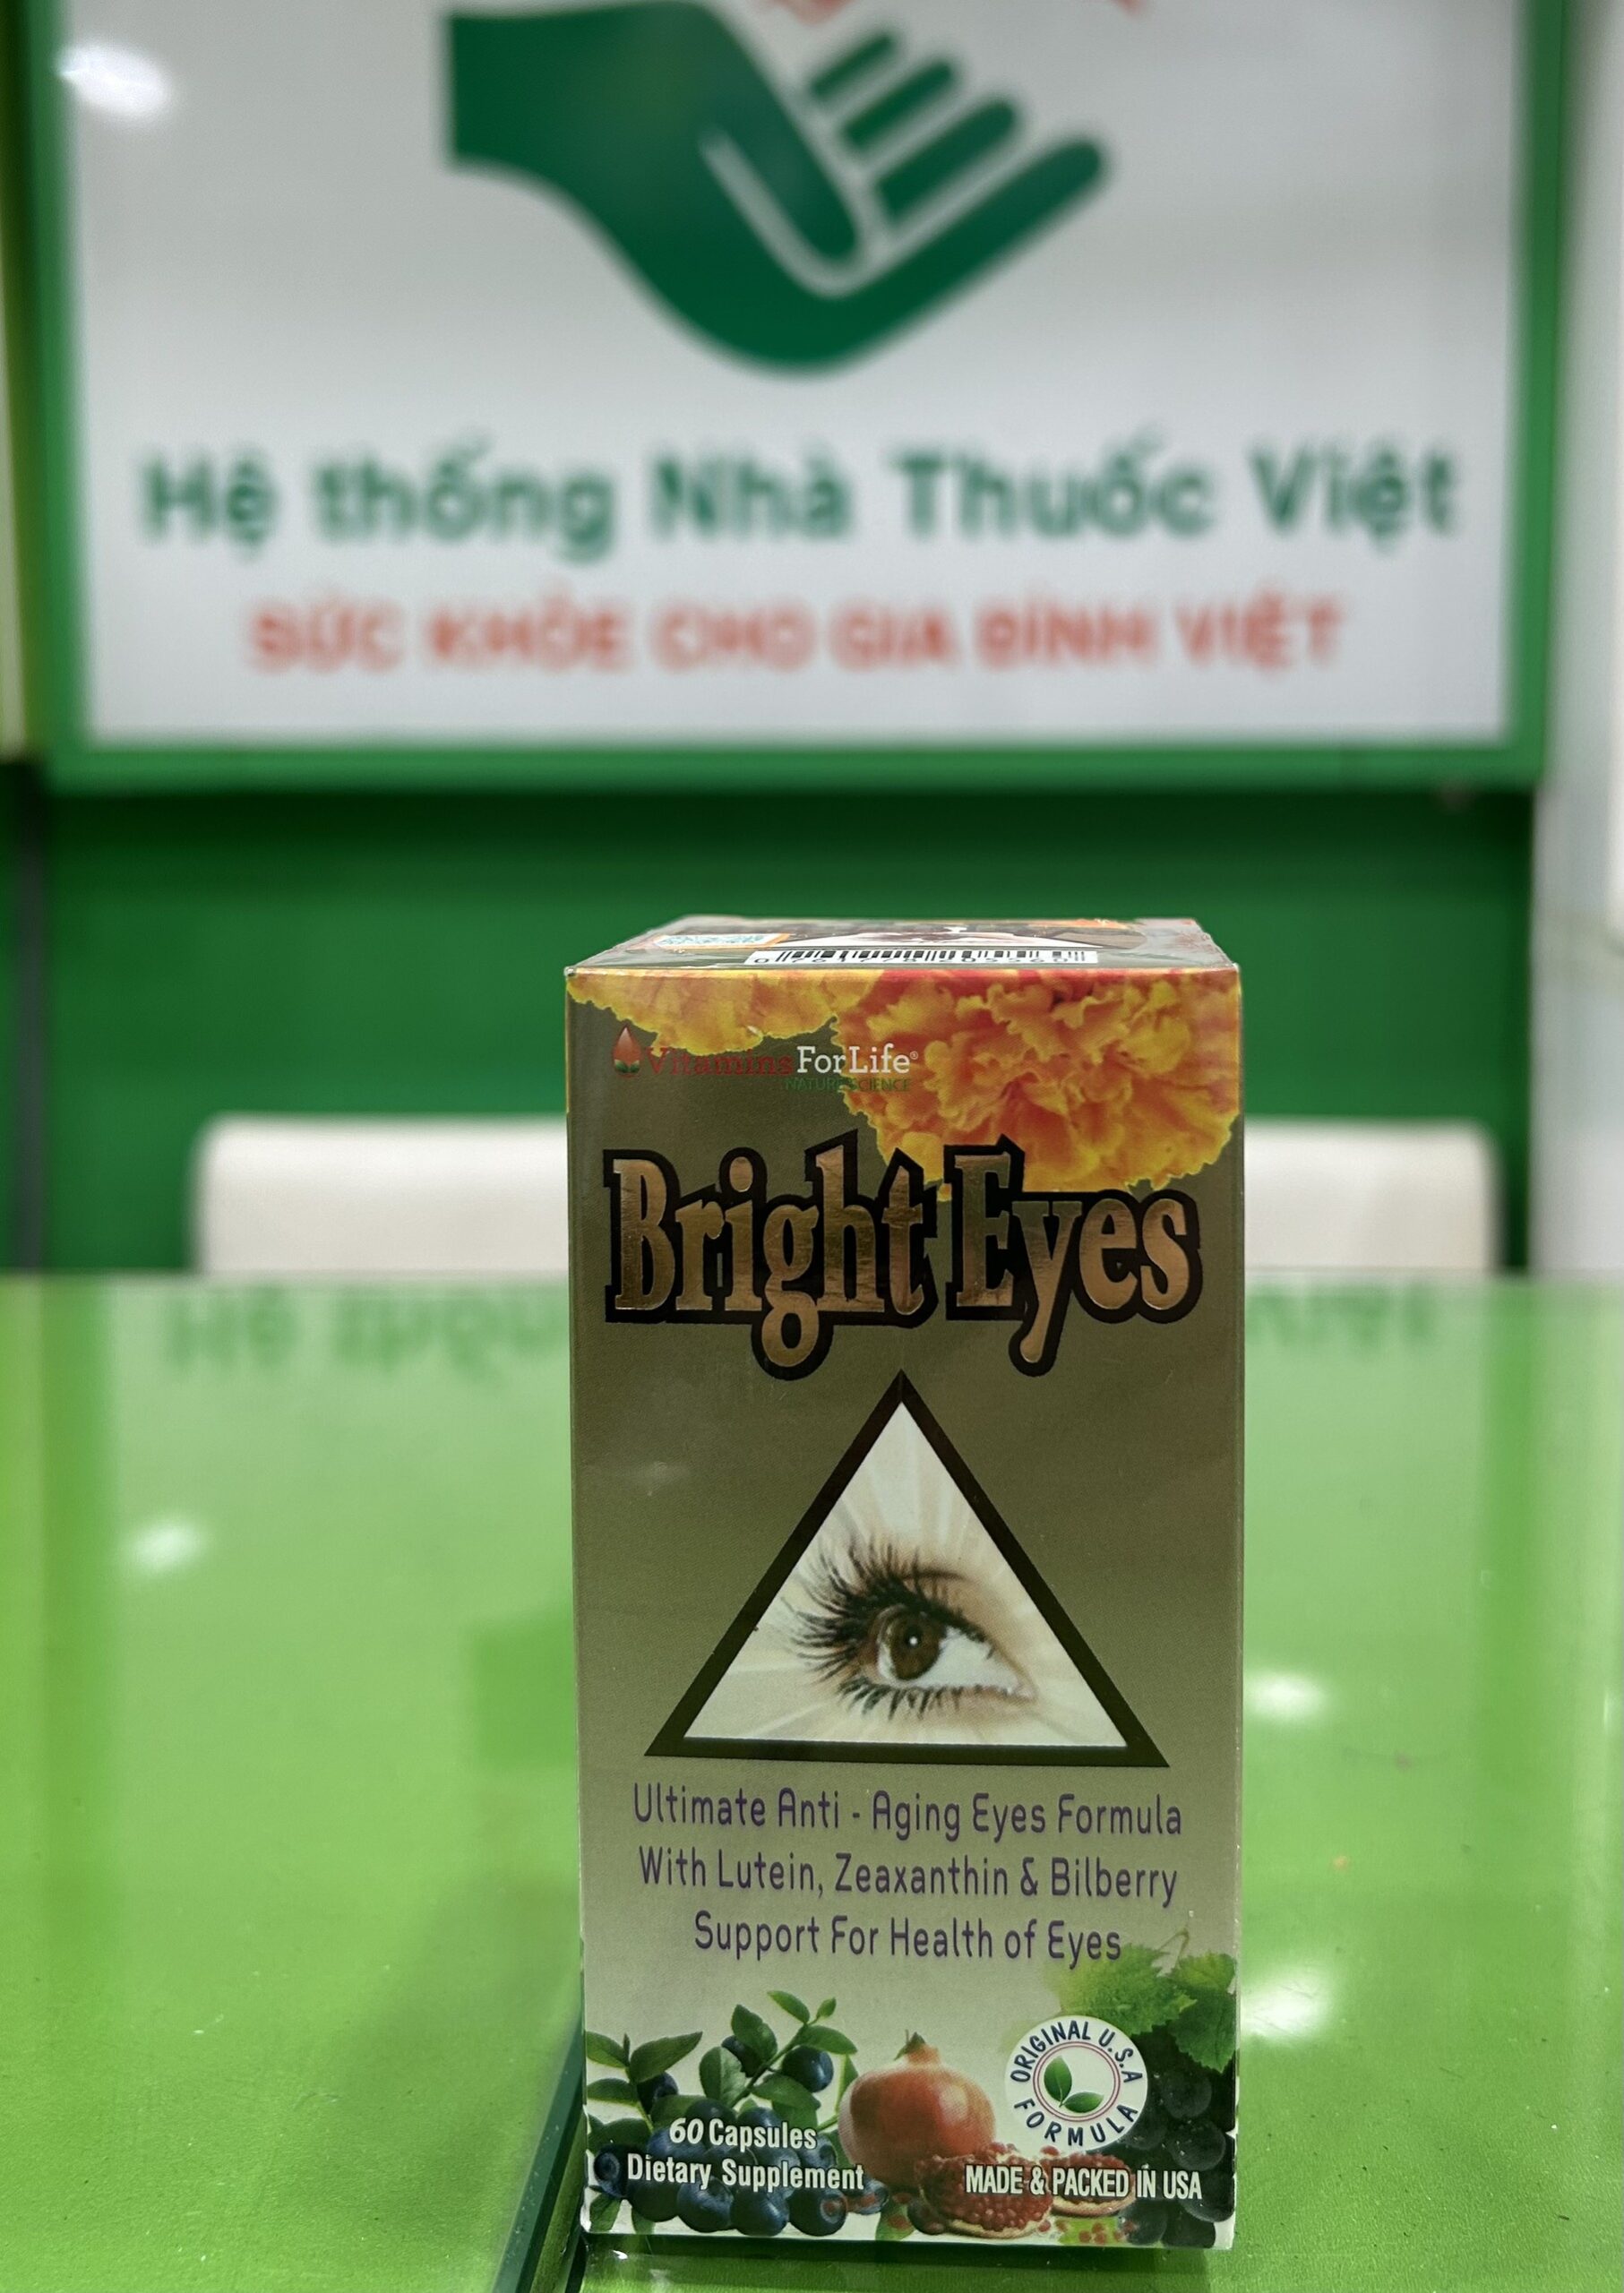 Hệ thống Nhà Thuốc Việt
SỨC KHỎE CHO GIA ĐÌNH VIỆT
VitaminsForLife®
NATURE SCIENCE
Bright Eyes
Ultimate Anti - Aging Eyes Formula
With Lutein, Zeaxanthin & Bilberry
Support For Health of Eyes
ORIGINAL U.S.A
FORMULA
60 Capsules
Dietary Supplement
MADE & PACKED IN USA